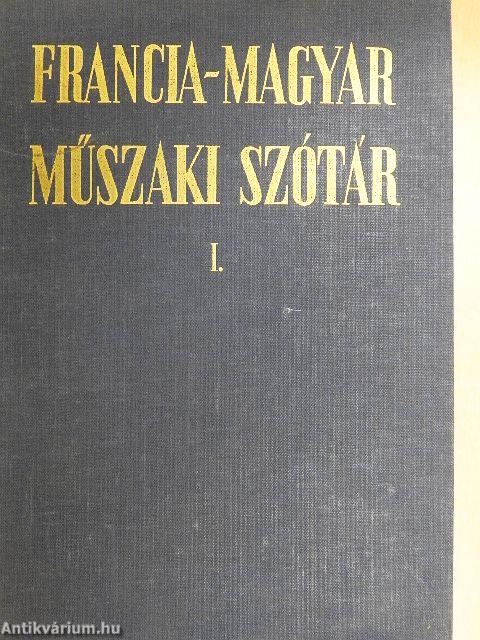 FRANCIA-MAGYAR
MŰSZAKI SZÓTÁR
I.
Antikvárium.hu